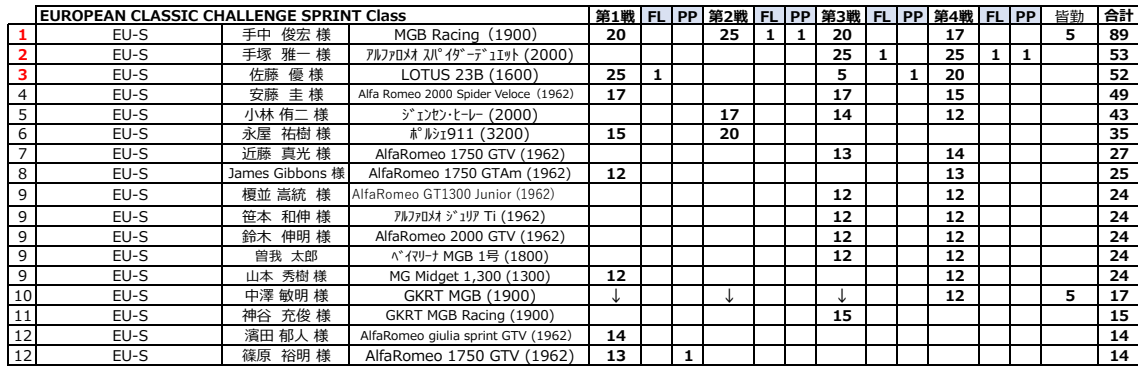 EUROPEAN CLASSIC CHALLENGE SPRINT Class 第1戦 FL PP 第2戦 FL PP 第3戦 FL PP 第4戦 FL PP 皆勤 合計
1 EU-S 手中 俊宏 様 MGB Racing（1900） 20 25 1 1 20 17 5 89
2 EU-S 手塚 雅一 様 ｱﾙﾌｧﾛﾒｵ ｽﾊﾟｲﾀﾞｰﾃﾞｭｴｯﾄ (2000) 25 1 25 1 1 53
3 EU-S 佐藤 優 様 LOTUS 23B (1600) 25 1 5 1 20 52
4 EU-S 安藤 圭 様 Alfa Romeo 2000 Spider Veloce（1962） 17 17 15 49
5 EU-S 小林 侑二 様 ｼﾞｪﾝｾﾝ･ﾋｰﾚｰ (2000) 17 14 12 43
6 EU-S 永屋 祐樹 様 ﾎﾟﾙｼｪ911 (3200) 15 20 35
7 EU-S 近藤 真光 様 AlfaRomeo 1750 GTV (1962) 13 14 27
8 EU-S James Gibbons 様 AlfaRomeo 1750 GTAm (1962) 12 13 25
9 EU-S 榎並 嵩統 様 AlfaRomeo GT1300 Junior (1962) 12 12 24
9 EU-S 笹本 和伸 様 ｱﾙﾌｧﾛﾒｵ ｼﾞｭﾘｱ Ti (1962) 12 12 24
9 EU-S 鈴木 伸明 様 AlfaRomeo 2000 GTV (1962) 12 12 24
9 EU-S 曽我 太郎 ﾍﾞｲﾏﾘｰﾅ MGB 1号 (1800) 12 12 24
9 EU-S 山本 秀樹 様 MG Midget 1,300 (1300) 12 12 24
10 EU-S 中澤 敏明 様 GKRT MGB (1900) ↓ ↓ ↓ 12 5 17
11 EU-S 神谷 充俊 様 GKRT MGB Racing (1900) 15 15
12 EU-S 濱田 郁人 様 AlfaRomeo giulia sprint GTV (1962) 14 14
12 EU-S 篠原 裕明 様 AlfaRomeo 1750 GTV (1962) 13 1 14